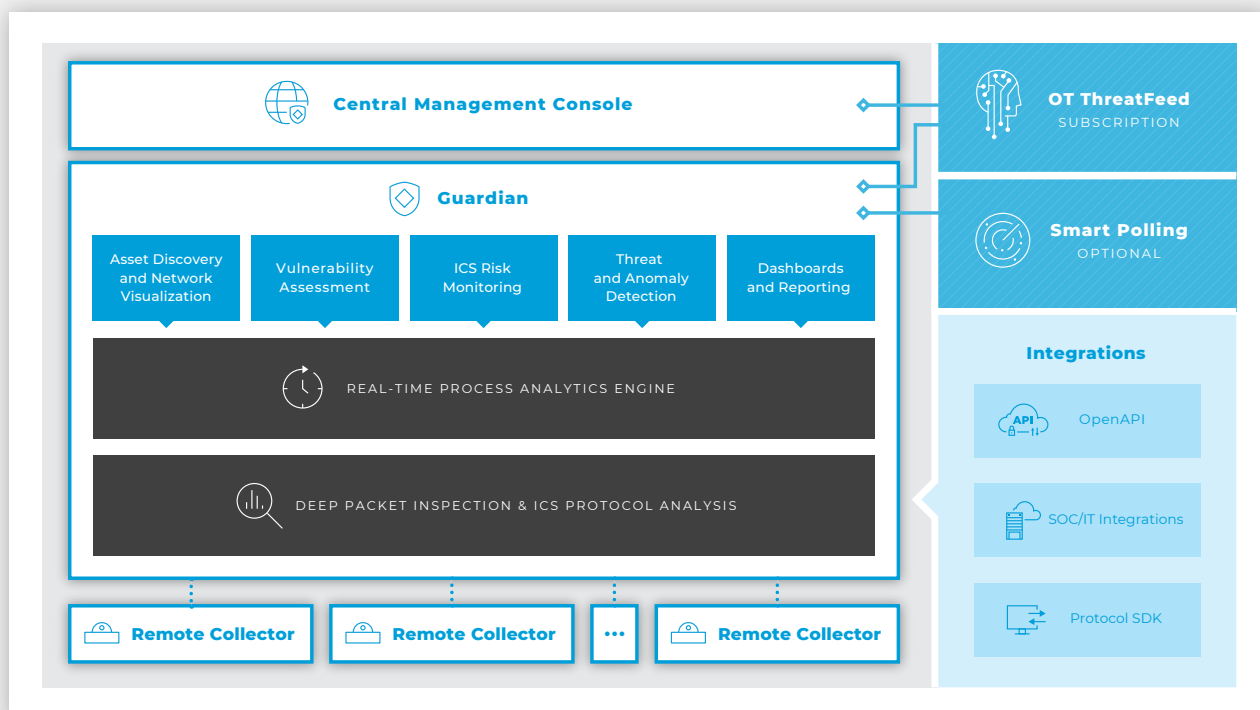 Central Management Console
Guardian
Asset Discovery
and Network
Visualization
Vulnerability
Assessment
ICS Risk
Monitoring
Threat
and Anomaly
Detection
Dashboards
and Reporting
REAL-TIME PROCESS ANALYTICS ENGINE
DEEP PACKET INSPECTION & ICS PROTOCOL ANALYSIS
Remote Collector
Remote Collector
•••
Remote Collector
OT ThreatFeed
SUBSCRIPTION
Smart Polling
OPTIONAL
Integrations
API
OpenAPI
SOC/IT Integrations
Protocol SDK